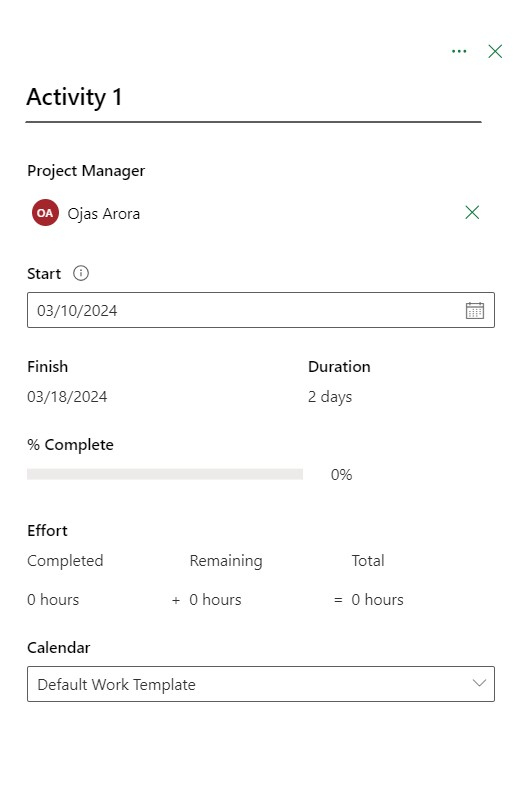 Activity 1
Project Manager
OA Ojas Arora
Start
03/10/2024
Finish Duration
03/18/2024 2 days
% Complete
0%
Effort
Completed Remaining Total
0 hours + 0 hours = 0 hours
Calendar
Default Work Template